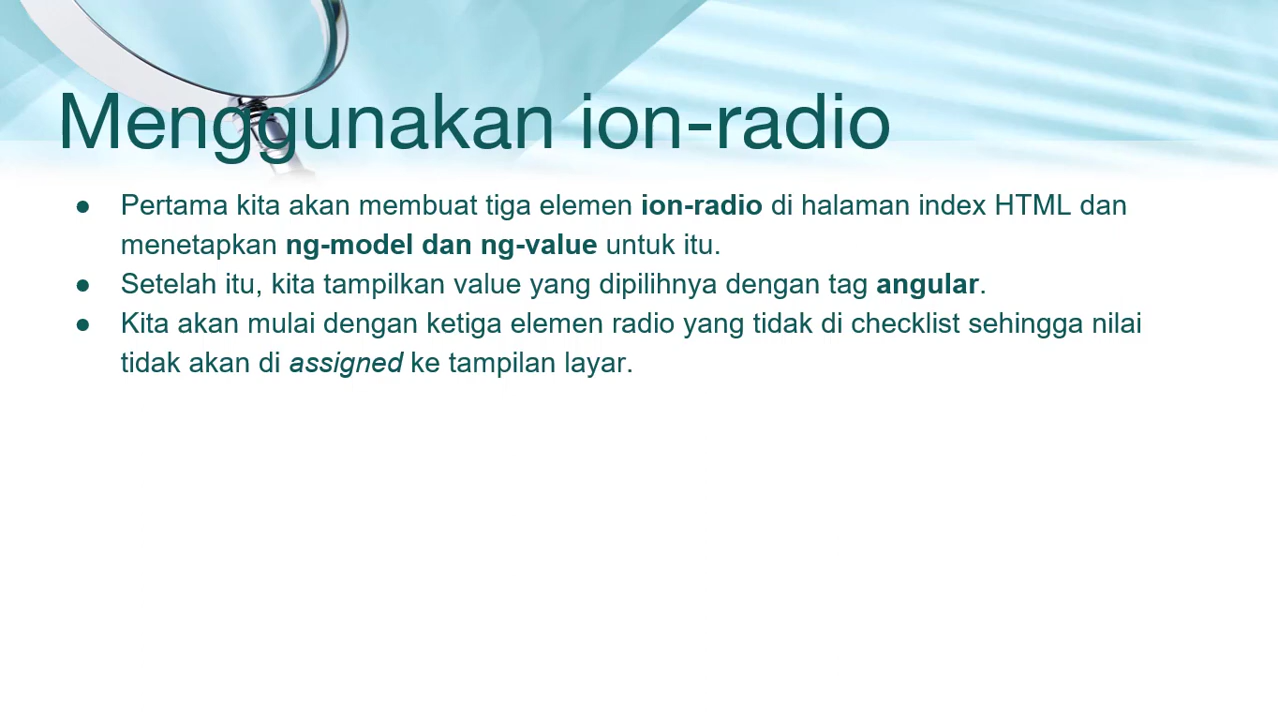 Menggunakan ion-radio
● Pertama kita akan membuat tiga elemen ion-radio di halaman index HTML dan
menetapkan ng-model dan ng-value untuk itu.
● Setelah itu, kita tampilkan value yang dipilihnya dengan tag angular.
● Kita akan mulai dengan ketiga elemen radio yang tidak di checklist sehingga nilai
tidak akan di assigned ke tampilan layar.